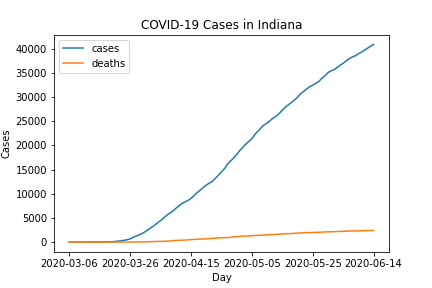 COVID-19 Cases in Indiana
cases
deaths
40000
35000
30000
25000
20000
15000
10000
5000
0
Cases
2020-03-06 2020-03-26 2020-04-15 2020-05-05 2020-05-25 2020-06-14
Day